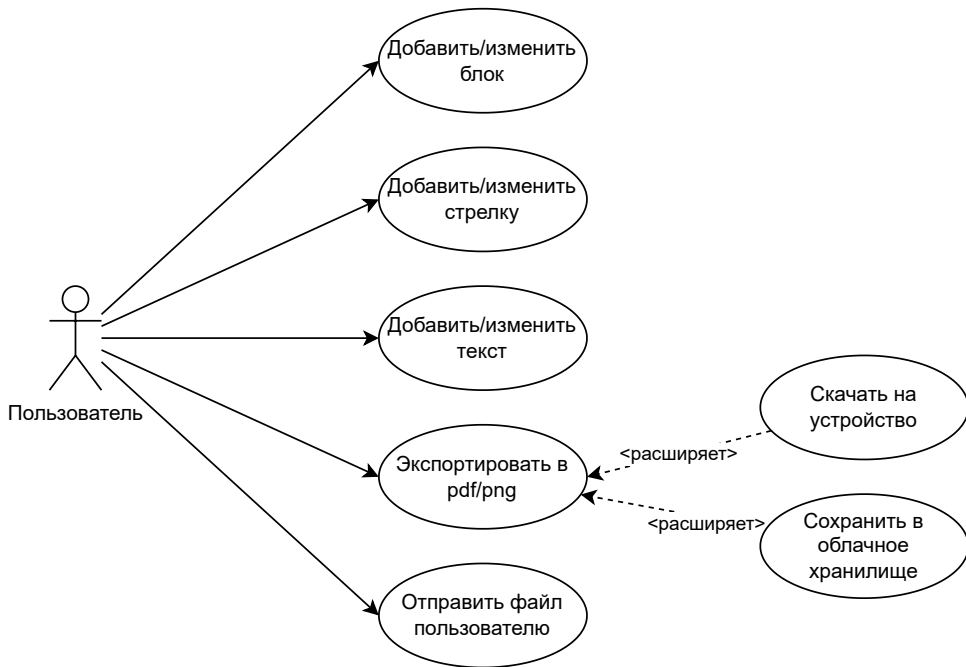 Добавить/изменить
блок
Добавить/изменить
стрелку
Добавить/изменить
текст
Пользователь
Скачать на
устройство
<расширяет>
Экспортировать в
pdf/png
<расширяет>
Сохранить в
облачное
хранилище
Отправить файл
пользователю